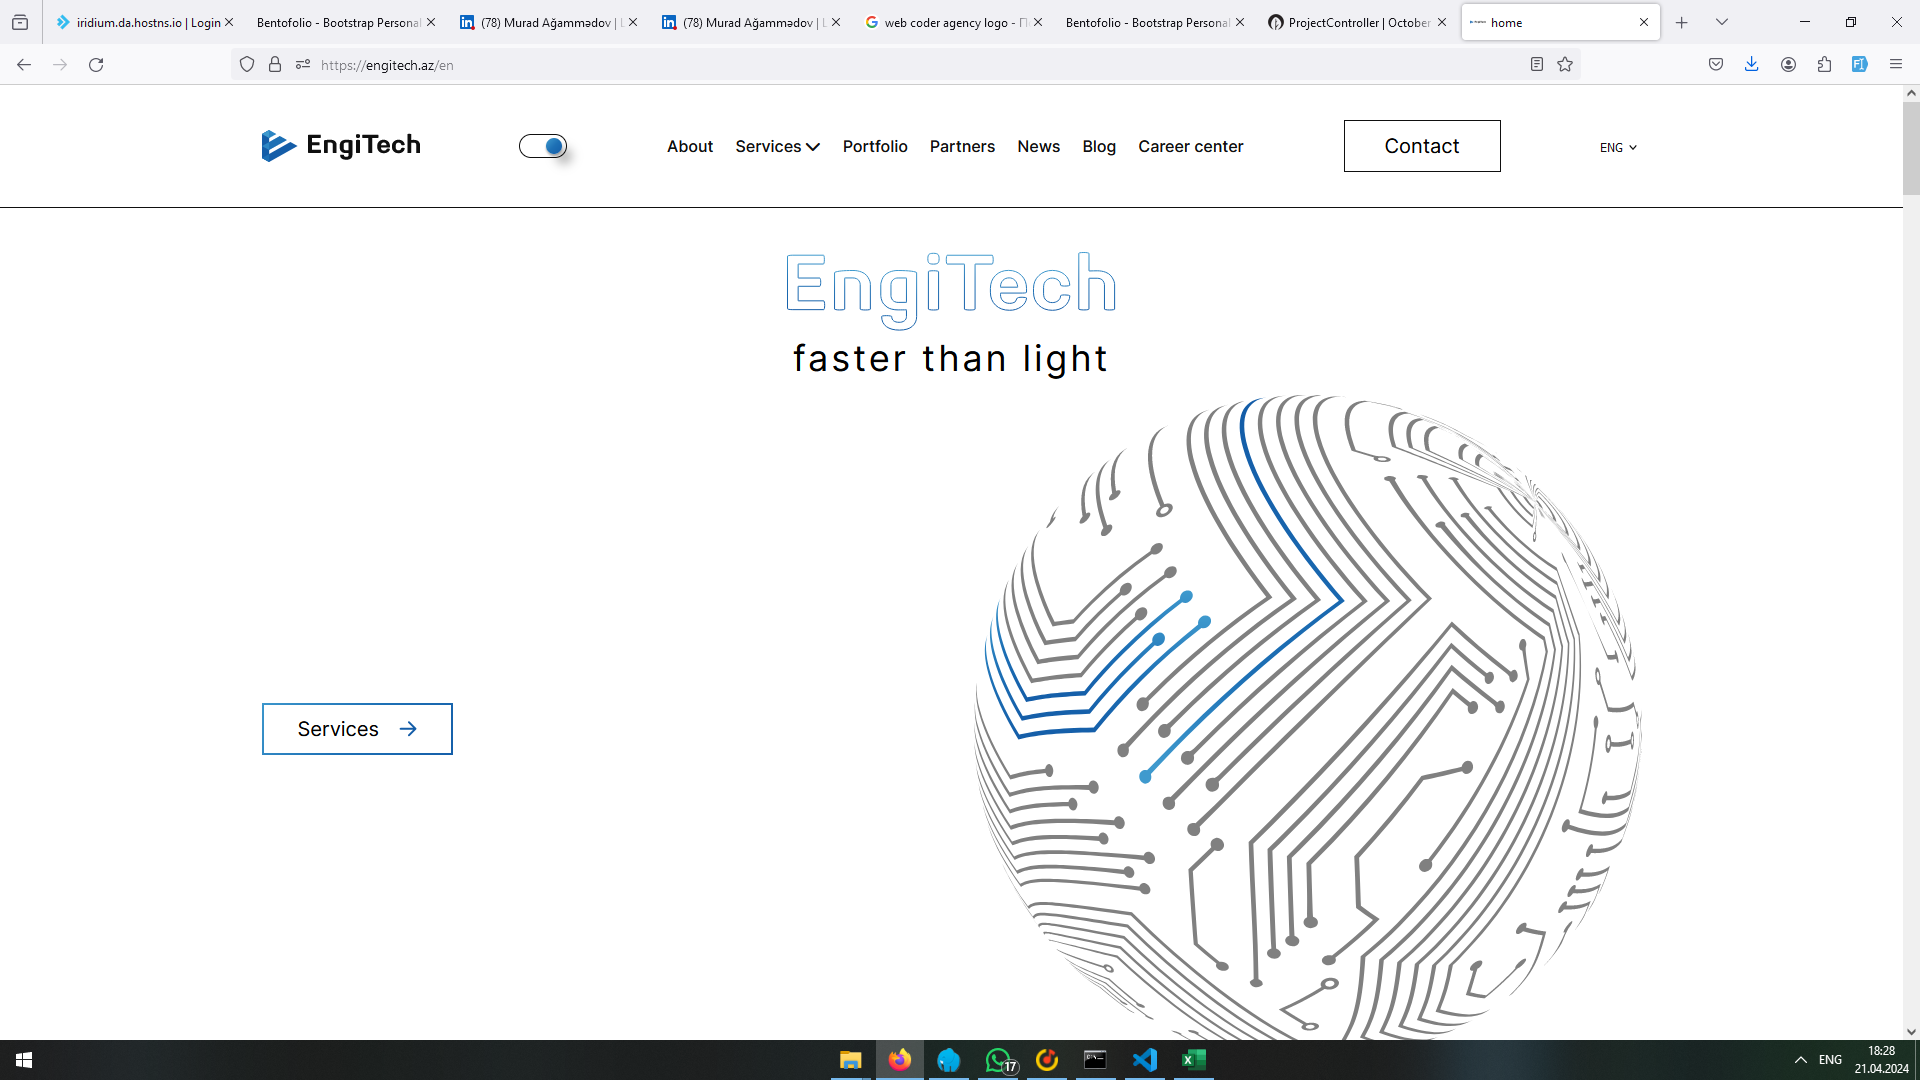 iridium.da.hostns.io | Login
Bentofolio - Bootstrap Personal
(78) Murad Ağammədov | L
(78) Murad Ağammədov | L
web coder agency logo - По
Bentofolio - Bootstrap Personal
ProjectController | October
home
https://engitech.az/en
EngiTech
About
Services
Portfolio
Partners
News
Blog
Career center
Contact
ENG
EngiTech
faster than light
Services
17
ENG
18:28
21.04.2024